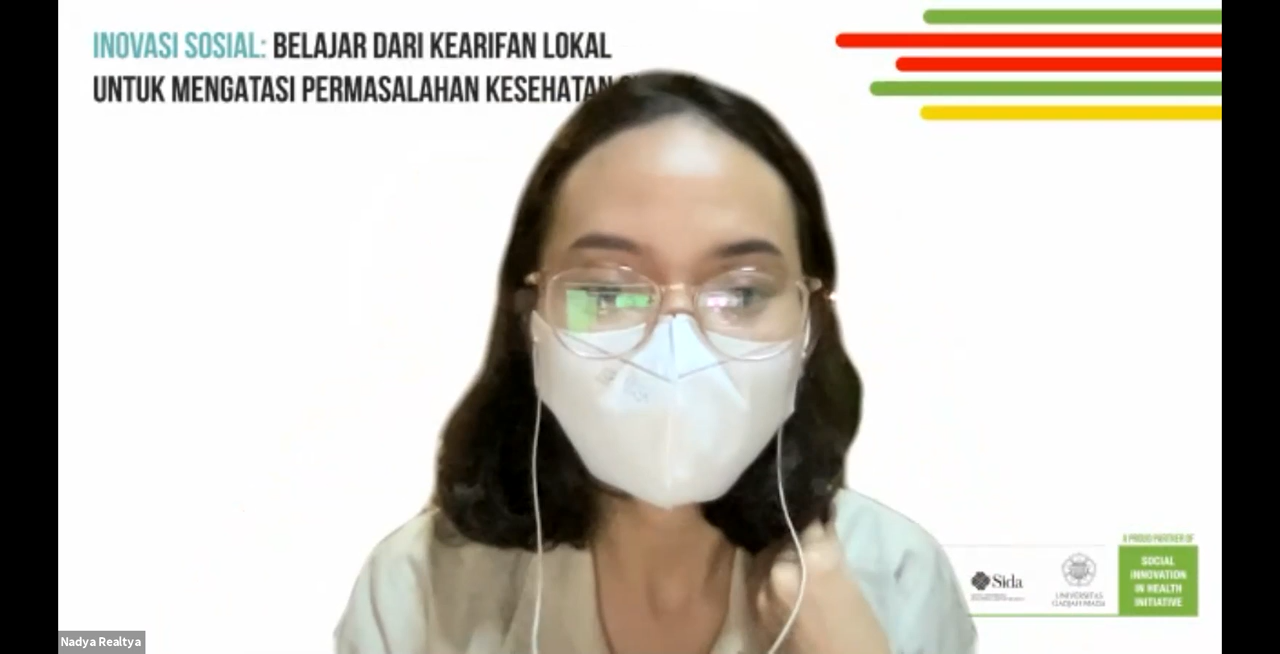 INOVASI SOSIAL: BELAJAR DARI KEARIFAN LOKAL
UNTUK MENGATASI PERMASALAHAN KESEHATAN
A PROUD PARTNER OF
Sida
UNIVERSITAS
GADJAH MADA
SOCIAL
INNOVATION
IN HEALTH
INITIATIVE
Nadya Realtya